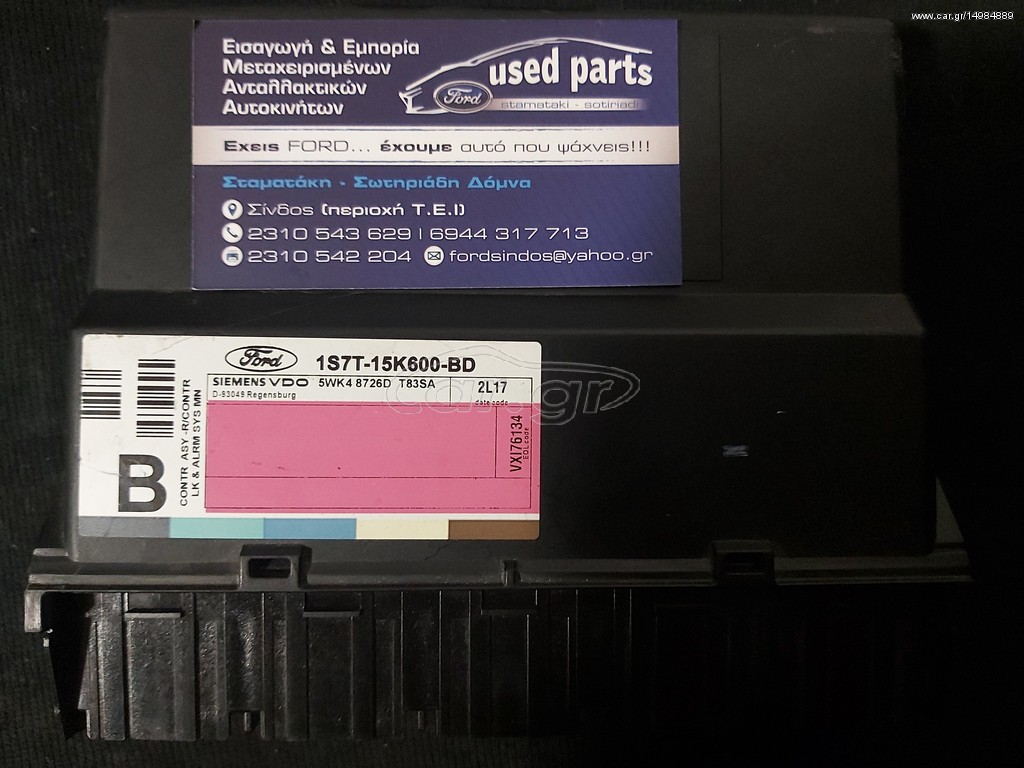 www.car.gr/14984889
Εισαγωγή & Εμπορία
Μεταχειρισμένων
Ανταλλακτικών
Αυτοκινήτων
used parts
Ford
stamataki - sotiriadi
Εχεις FORD... έχουμε αυτό που ψάχνεις!!!
Σταματάκη - Σωτηριάδη Δόμνα
Σίνδος (περιοχή Τ.Ε.Ι)
2310 543 629 | 6944 317 713
2310 542 204 fordsindos@yahoo.gr
Ford 1S7T-15K600-BD
SIEMENS VDO 5WK4 8726D T83SA 2L17
D-93049 Regensburg date code
VXI76134
EOL code
B
CONTR ASY -R/CONTR
LK & ALRM SYS MN
car.gr